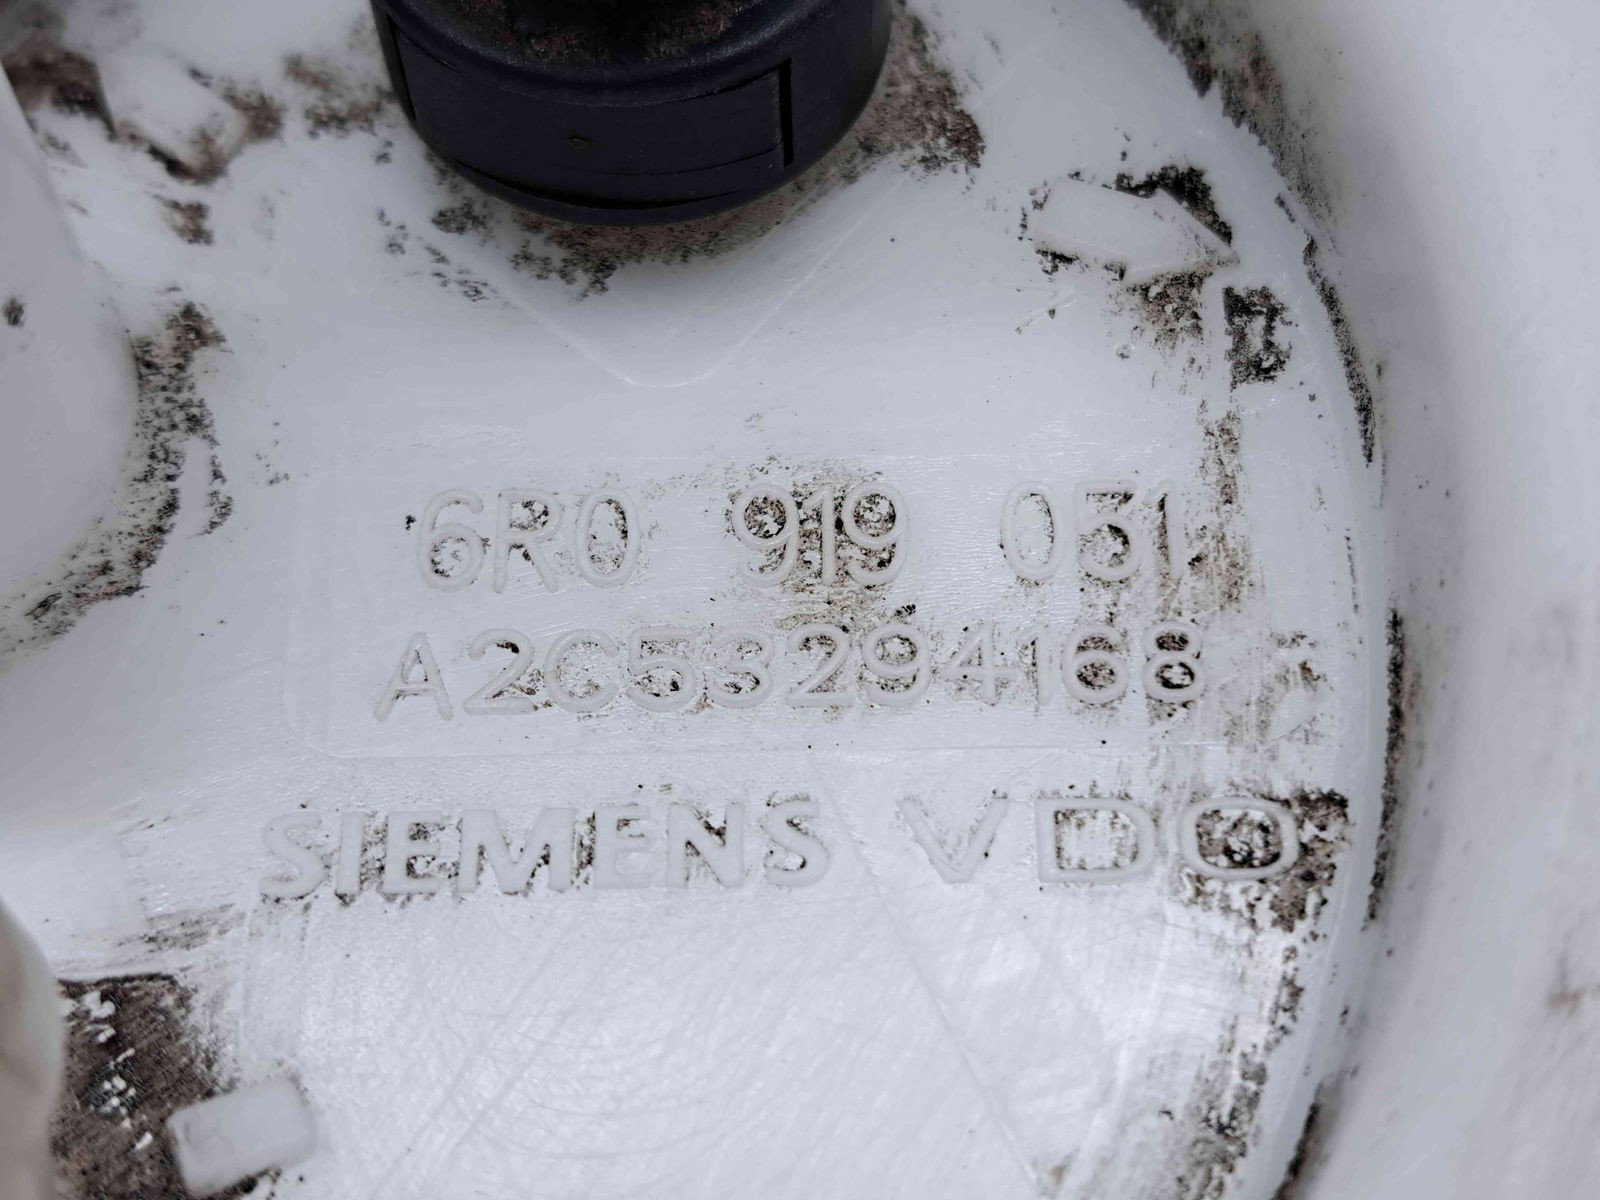 6R0 919 051
A2C53294168
SIEMENS VDO